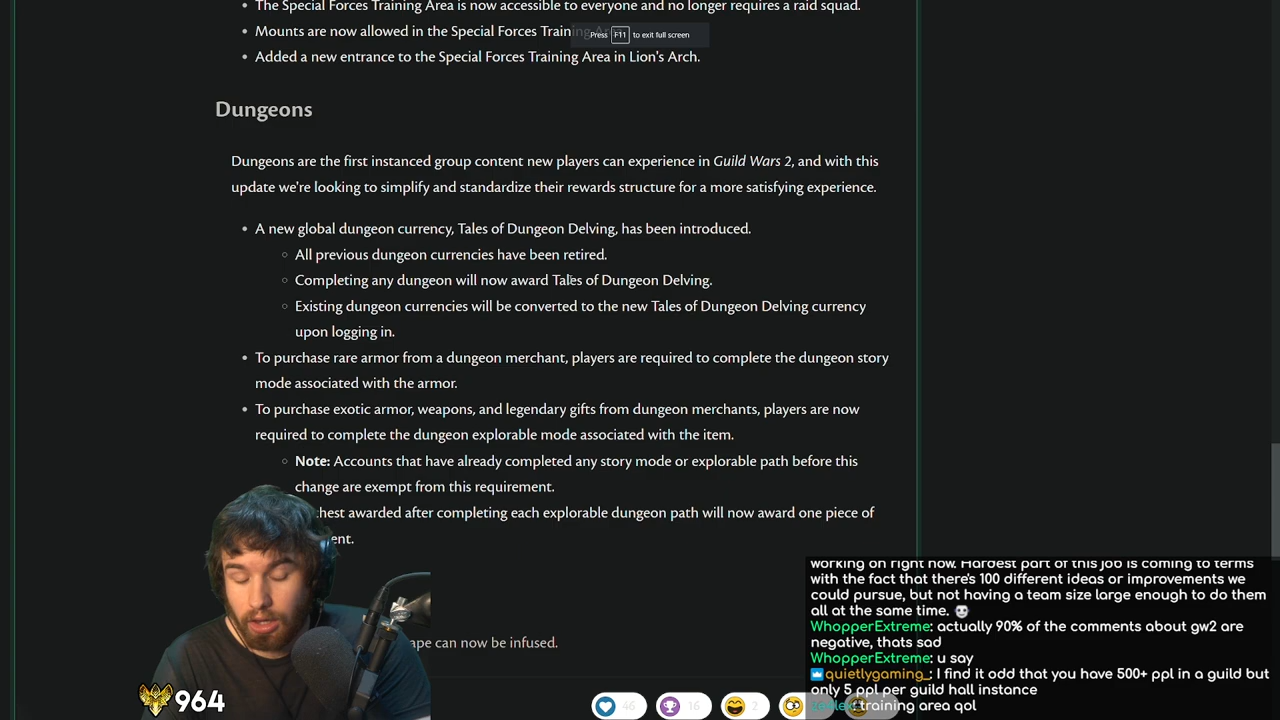 The Special Forces Training Area is now accessible to everyone and no longer requires a raid squad.
Mounts are now allowed in the Special Forces Training
Press F11 to exit full screen
Added a new entrance to the Special Forces Training Area in Lion's Arch.
Dungeons
Dungeons are the first instanced group content new players can experience in Guild Wars 2, and with this
update we're looking to simplify and standardize their rewards structure for a more satisfying experience.
A new global dungeon currency, Tales of Dungeon Delving, has been introduced.
All previous dungeon currencies have been retired.
Completing any dungeon will now award Tales of Dungeon Delving.
Existing dungeon currencies will be converted to the new Tales of Dungeon Delving currency
upon logging in.
To purchase rare armor from a dungeon merchant, players are required to complete the dungeon story
mode associated with the armor.
To purchase exotic armor, weapons, and legendary gifts from dungeon merchants, players are now
required to complete the dungeon explorable mode associated with the item.
Note: Accounts that have already completed any story mode or explorable path before this
change are exempt from this requirement.
hest awarded after completing each explorable dungeon path will now award one piece of
ent.
ape can now be infused.
964
46
16
2
working on right now. Hardest part of this job is coming to terms
with the fact that there's 100 different ideas or improvements we
could pursue, but not having a team size large enough to do them
all at the same time.
WhopperExtreme: actually 90% of the comments about gw2 are
negative, thats sad
WhopperExtreme: u say
quietlygaming_: I find it odd that you have 500+ ppl in a guild but
only 5 ppl per guild hall instance
training area qol